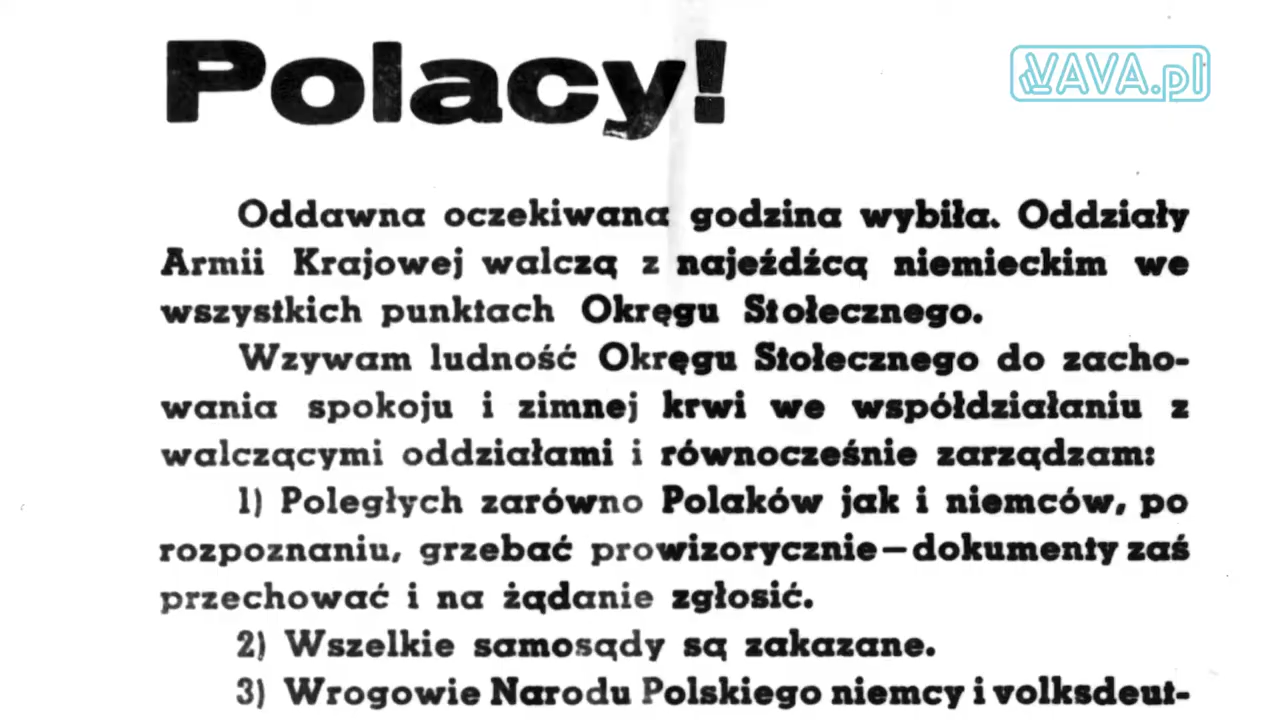 Polacy!
VAVA.pl
Oddawna oczekiwana godzina wybiła. Oddziały
Armii Krajowej walczą z najeźdźcą niemieckim we
wszystkich punktach Okręgu Stołecznego.
Wzywam ludność Okręgu Stołecznego do zacho-
wania spokoju i zimnej krwi we współdziałaniu z
walczącymi oddziałami i równocześnie zarządzam:
1) Poległych zarówno Polaków jak i niemców, po
rozpoznaniu, grzebać prowizorycznie—dokumenty zaś
przechować i na żądanie zgłosić.
2) Wszelkie samosądy są zakazane.
3) Wrogowie Narodu Polskiego niemcy i volksdeut-